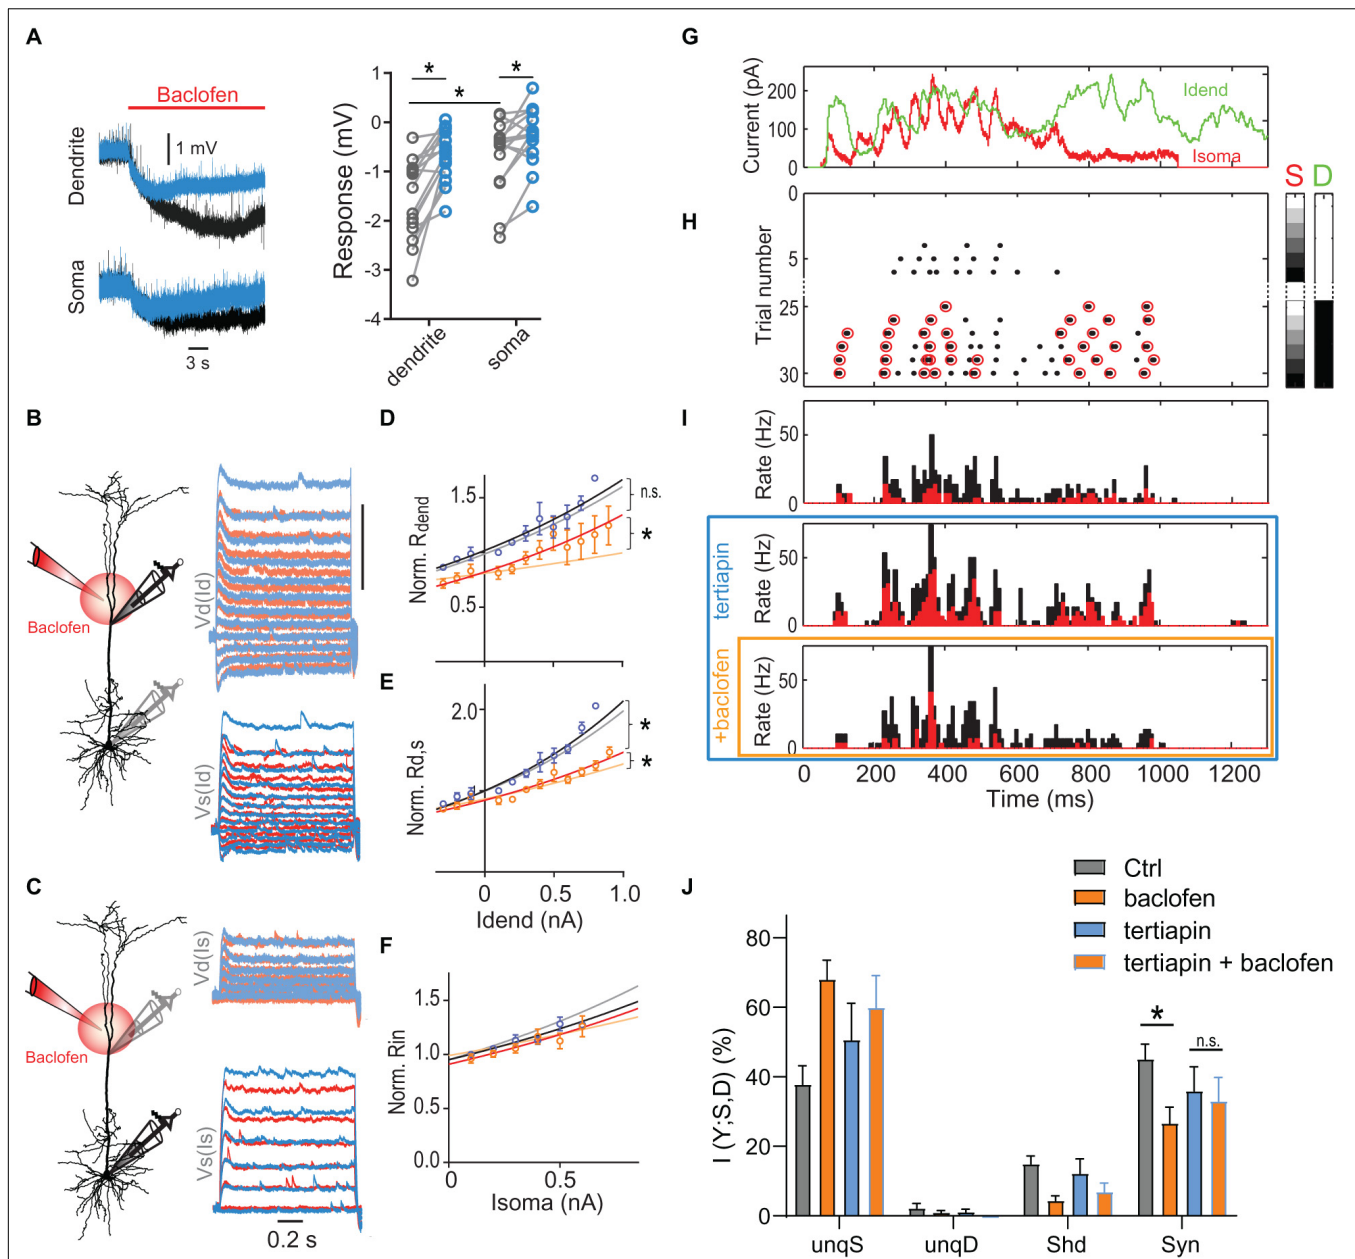 A
Baclofen
1 mV
Dendrite
Soma
3 s
Response (mV)
1
0
-1
-2
-3
-4
*
*
*
dendrite
soma
B
Baclofen
Vd(Id)
Vs(Id)
C
Baclofen
Vd(Is)
Vs(Is)
0.2 s
D
Norm. Rdend
1.5
0.5
n.s.
*
E
Norm. Rd,s
2.0
*
*
0
0.5
1.0
Idend (nA)
F
Norm. Rin
1.5
1.0
0.5
0.0
0
0.5
Isoma (nA)
G
Current (pA)
200
100
0
Idend
Isoma
S D
H
Trial number
0
5
25
30
I
Rate (Hz)
50
0
tertiapin
Rate (Hz)
50
0
+baclofen
Rate (Hz)
50
0
0 200 400 600 800 1000 1200
Time (ms)
J
Ctrl
baclofen
tertiapin
tertiapin + baclofen
I (Y;S,D) (%)
80
60
40
20
0
*
n.s.
unqS
unqD
Shd
Syn